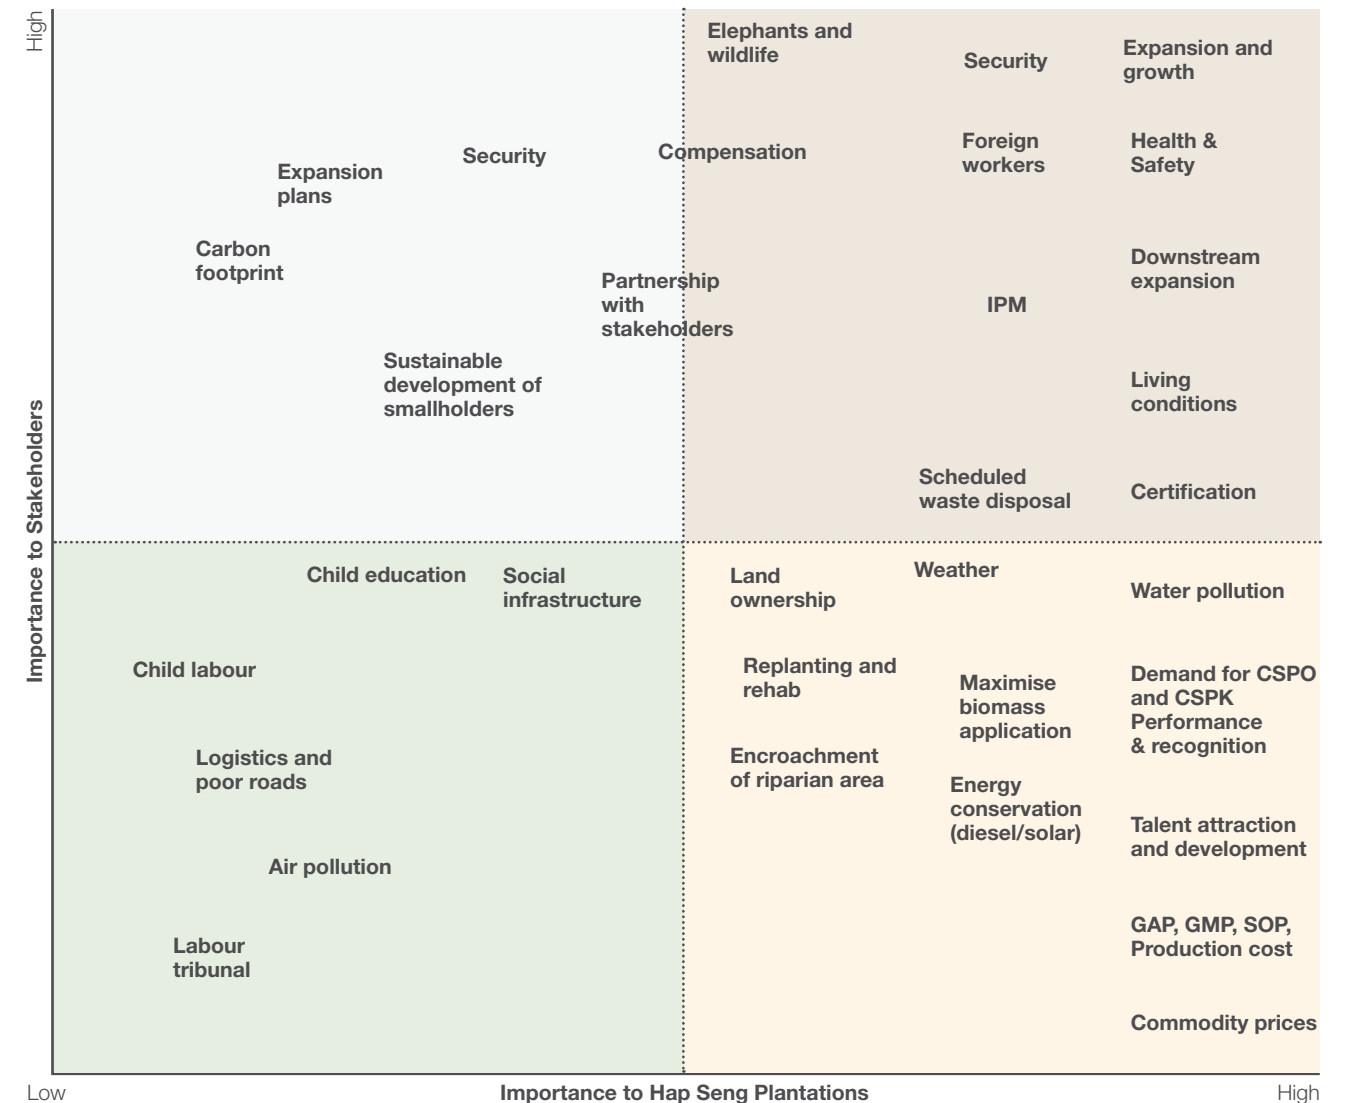 High
Elephants and
wildlife
Security
Expansion and
growth
Expansion
plans
Security
Compensation
Foreign
workers
Health &
Safety
Carbon
footprint
Partnership
with
stakeholders
IPM
Downstream
expansion
Sustainable
development of
smallholders
Living
conditions
Scheduled
waste disposal
Certification
Importance to Stakeholders
Child education
Social
infrastructure
Land
ownership
Weather
Water pollution
Child labour
Replanting and
rehab
Maximise
biomass
application
Demand for CSPO
and CSPK
Performance
& recognition
Logistics and
poor roads
Encroachment
of riparian area
Energy
conservation
(diesel/solar)
Talent attraction
and development
Air pollution
Labour
tribunal
GAP, GMP, SOP,
Production cost
Commodity prices
Low
Importance to Hap Seng Plantations
High